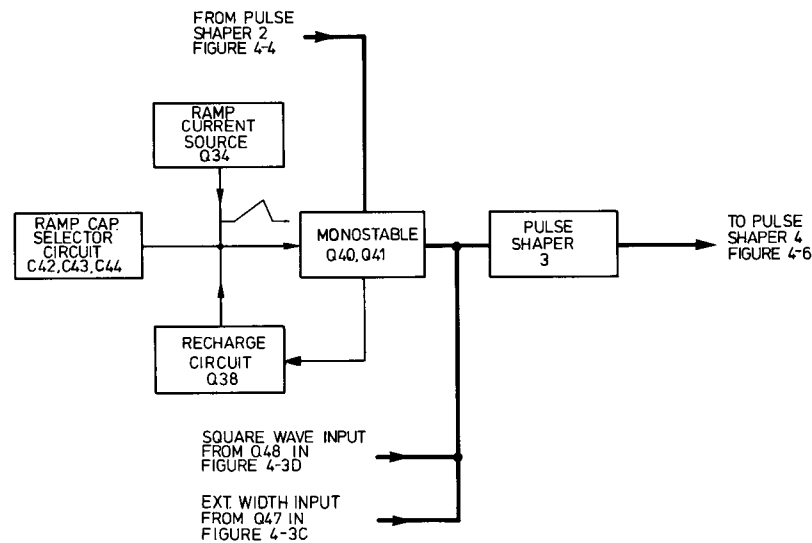 FROM PULSE
SHAPER 2
FIGURE 4-4
RAMP
CURRENT
SOURCE
Q34
RAMP CAP.
SELECTOR
CIRCUIT
C42,C43,C44
MONOSTABLE
Q40,Q41
PULSE
SHAPER
3
TO PULSE
SHAPER 4
FIGURE 4-6
RECHARGE
CIRCUIT
Q38
SQUARE WAVE INPUT
FROM Q48 IN
FIGURE 4-3D
EXT. WIDTH INPUT
FROM Q47 IN
FIGURE 4-3C